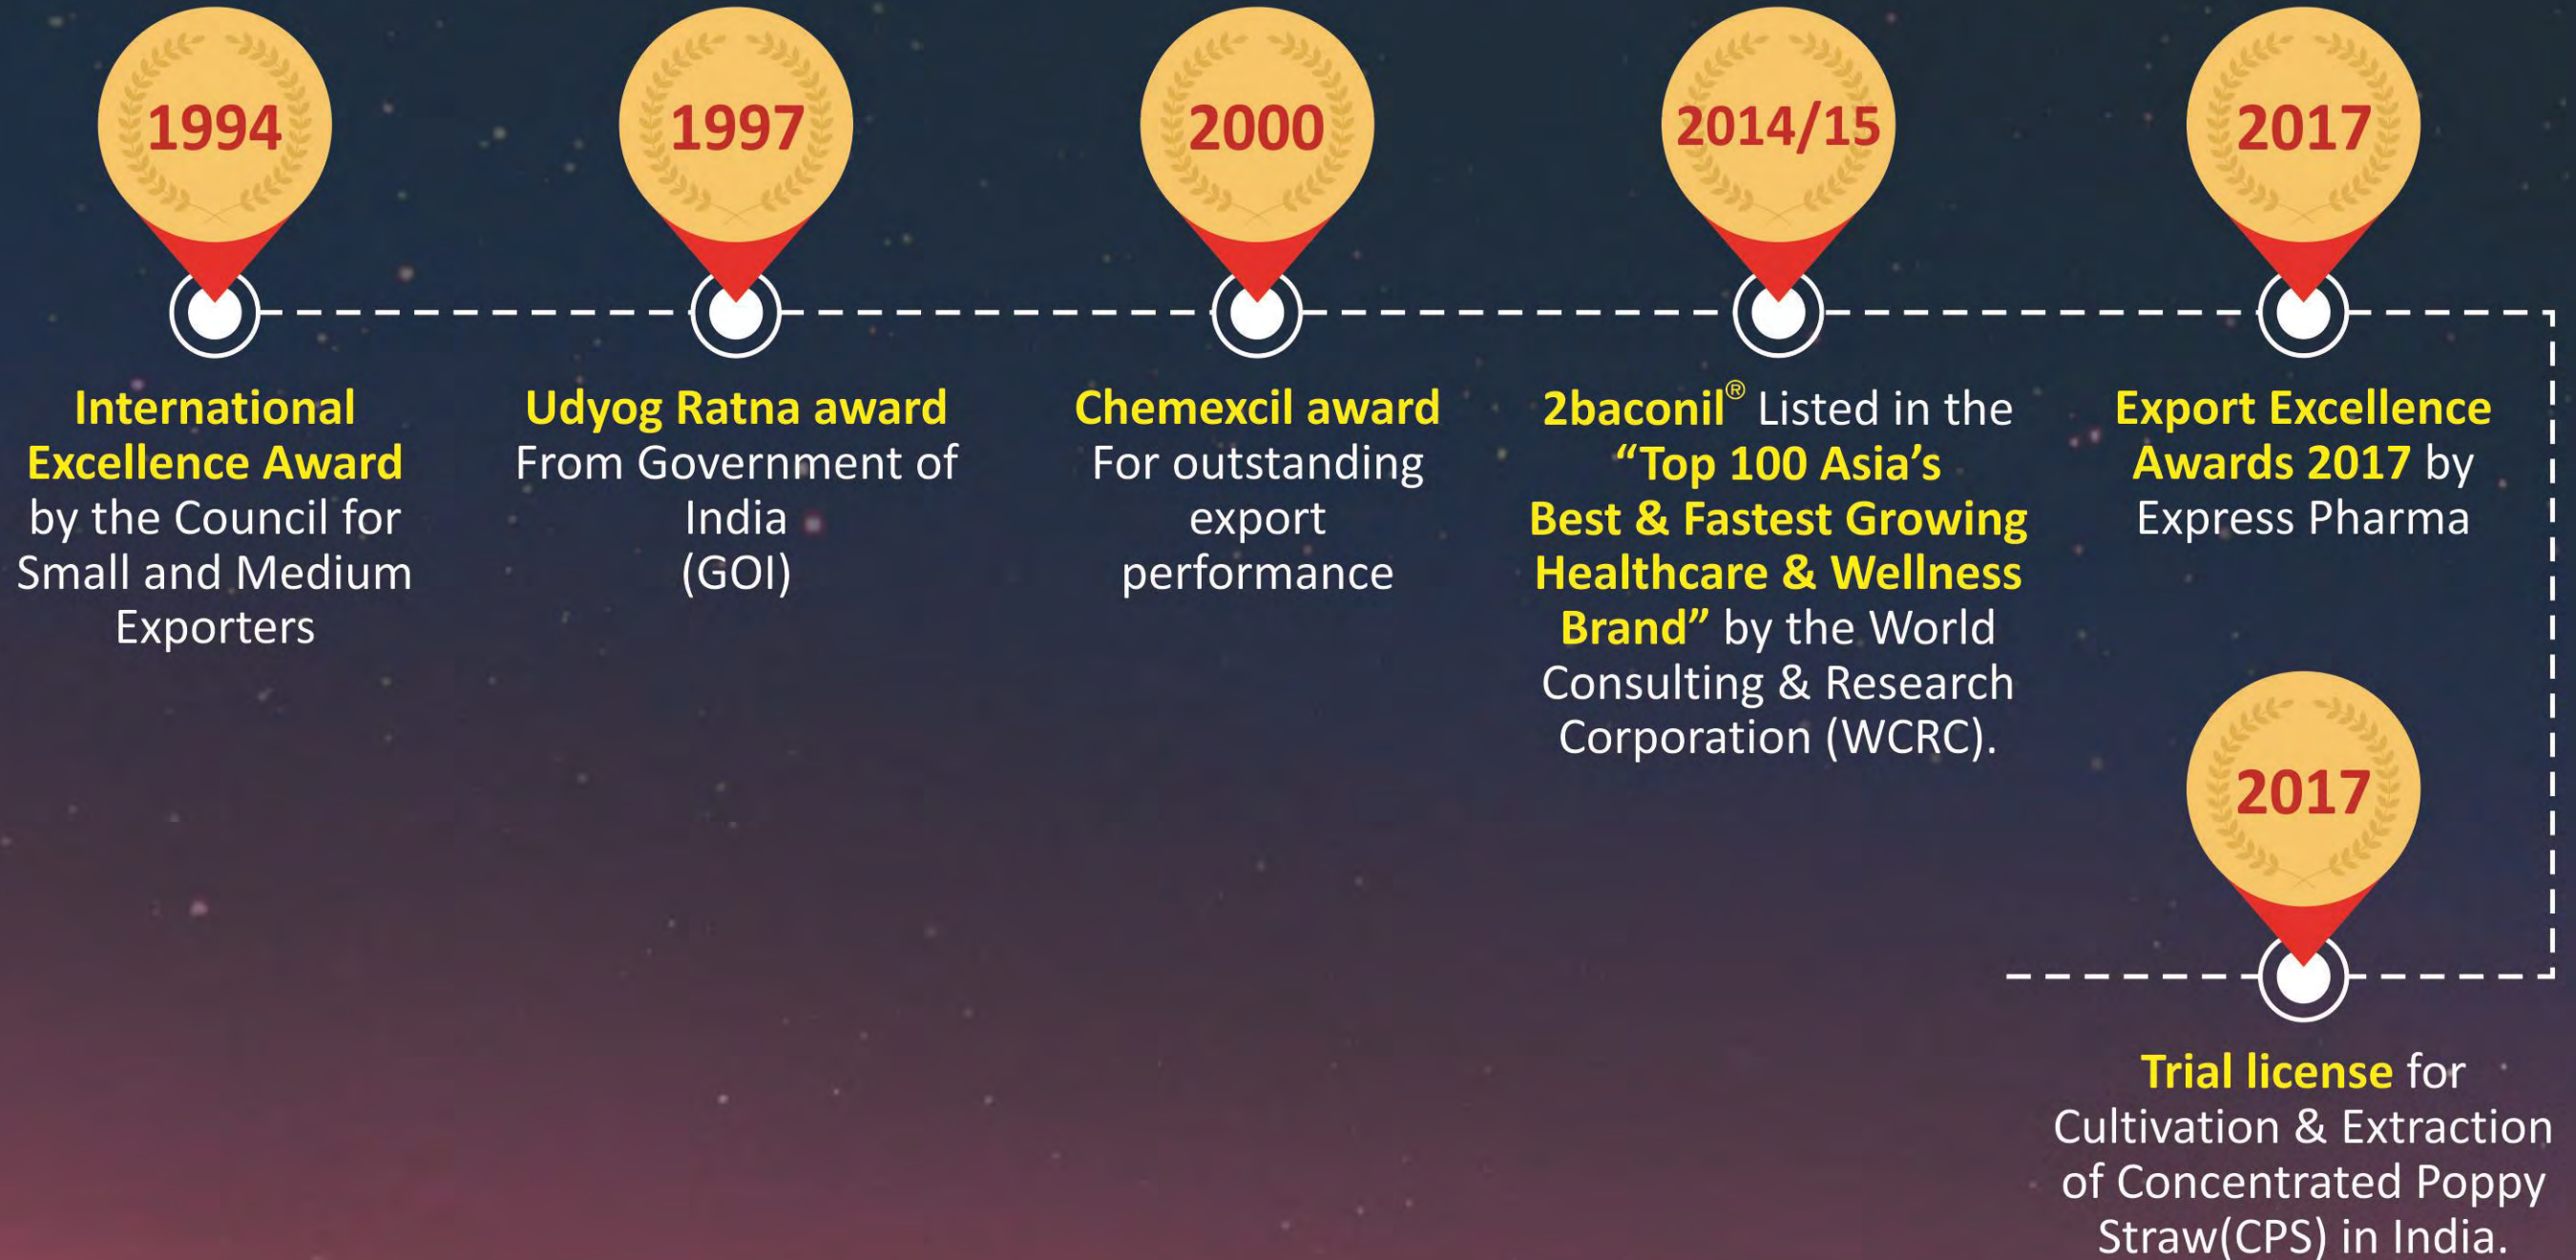 1994
International
Excellence Award
by the Council for
Small and Medium
Exporters
1997
Udyog Ratna award
From Government of
India
(GOI)
2000
Chemexcil award
For outstanding
export
performance
2014/15
2baconil® Listed in the
“Top 100 Asia’s
Best & Fastest Growing
Healthcare & Wellness
Brand” by the World
Consulting & Research
Corporation (WCRC).
2017
Export Excellence
Awards 2017 by
Express Pharma
2017
Trial license for
Cultivation & Extraction
of Concentrated Poppy
Straw(CPS) in India.